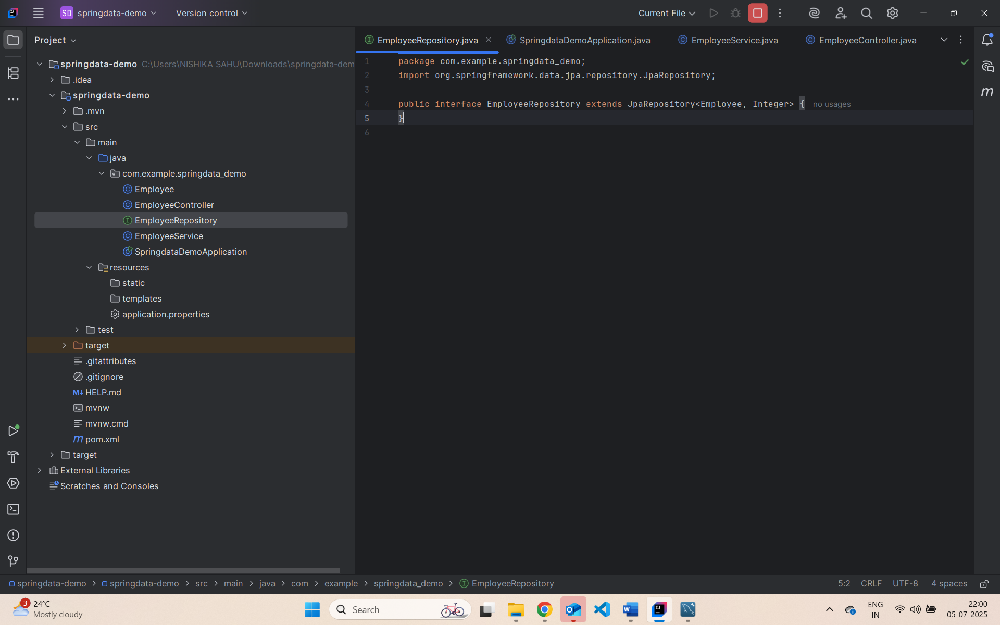 SD springdata-demo Version control Current File
Project
EmployeeRepository.java SpringdataDemoApplication.java EmployeeService.java EmployeeController.java
springdata-demo C:\Users\NISHIKA SAHU\Downloads\springdata-dem
.idea
springdata-demo
.mvn
src
main
java
com.example.springdata_demo
Employee
EmployeeController
EmployeeRepository
EmployeeService
SpringdataDemoApplication
resources
static
templates
application.properties
test
target
.gitattributes
.gitignore
M↓ HELP.md
mvnw
mvnw.cmd
m pom.xml
target
External Libraries
Scratches and Consoles
1 package com.example.springdata_demo;
2 import org.springframework.data.jpa.repository.JpaRepository;
3
4 public interface EmployeeRepository extends JpaRepository<Employee, Integer> { no usages
5 }
6
m
springdata-demo > springdata-demo > src > main > java > com > example > springdata_demo > EmployeeRepository 5:2 CRLF UTF-8 4 spaces
3 24°C
Mostly cloudy
Search
ENG
IN
22:00
05-07-2025